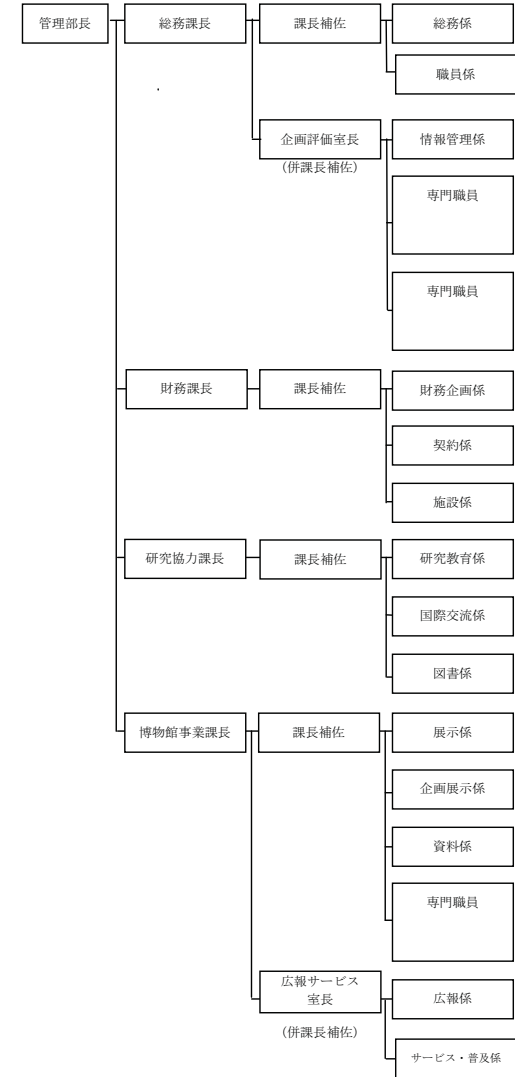 管理部長
総務課長
課長補佐
総務係
職員係
企画評価室長
(併課長補佐)
情報管理係
専門職員
専門職員
財務課長
課長補佐
財務企画係
契約係
施設係
研究協力課長
課長補佐
研究教育係
国際交流係
図書係
博物館事業課長
課長補佐
展示係
企画展示係
資料係
専門職員
広報サービス
室長
(併課長補佐)
広報係
サービス・普及係